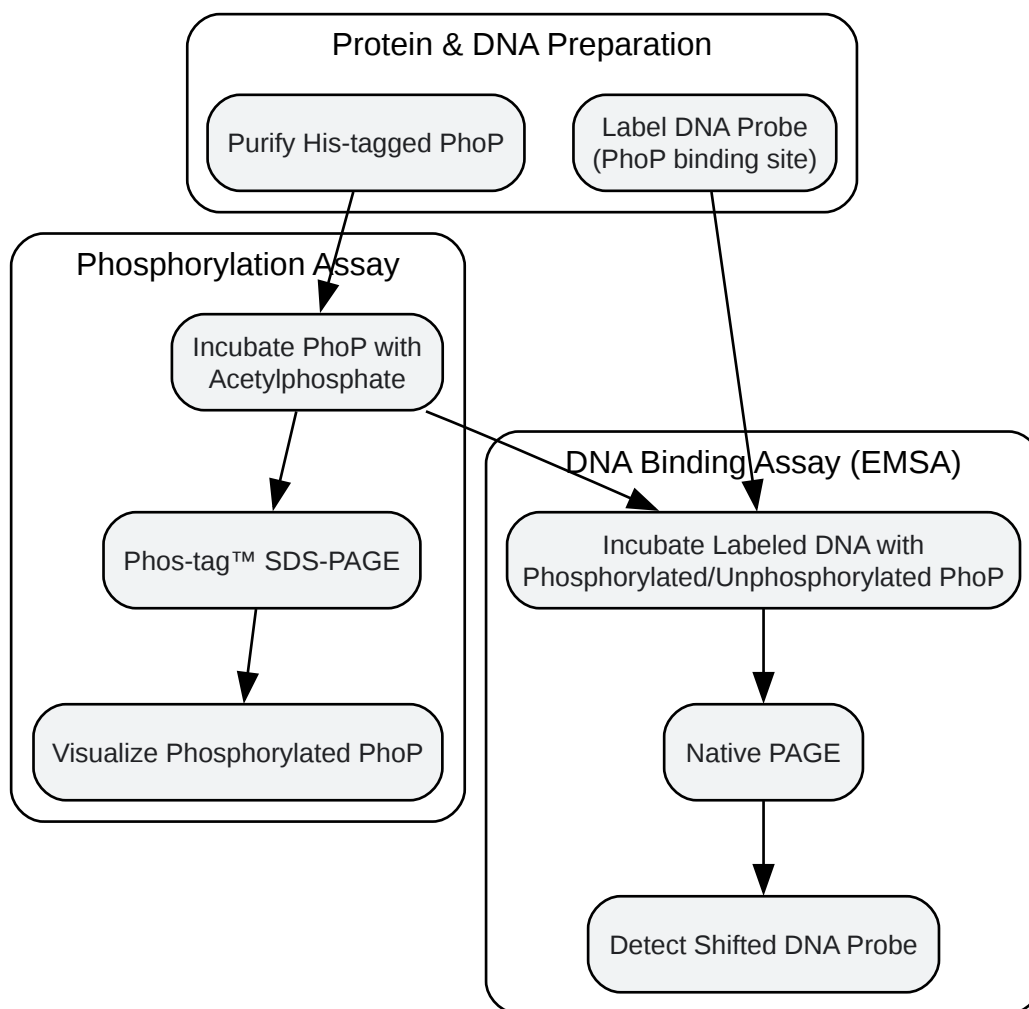 Protein & DNA Preparation
Purify His-tagged PhoP
Label DNA Probe
(PhoP binding site)
Phosphorylation Assay
Incubate PhoP with
Acetylphosphate
Phos-tag™ SDS-PAGE
Visualize Phosphorylated PhoP
DNA Binding Assay (EMSA)
Incubate Labeled DNA with
Phosphorylated/Unphosphorylated PhoP
Native PAGE
Detect Shifted DNA Probe